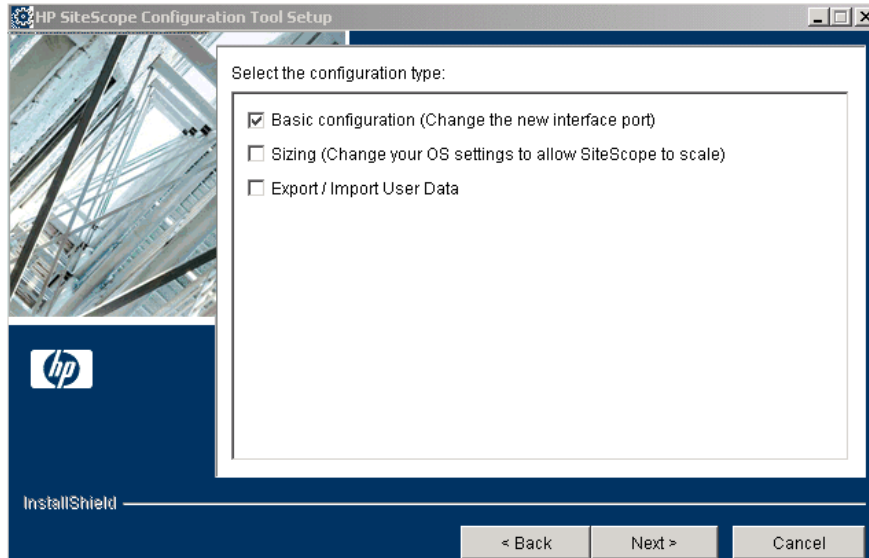 HP SiteScope Configuration Tool Setup
Select the configuration type:
Basic configuration (Change the new interface port)
Sizing (Change your OS settings to allow SiteScope to scale)
Export / Import User Data
hp
InstallShield
< Back
Next >
Cancel